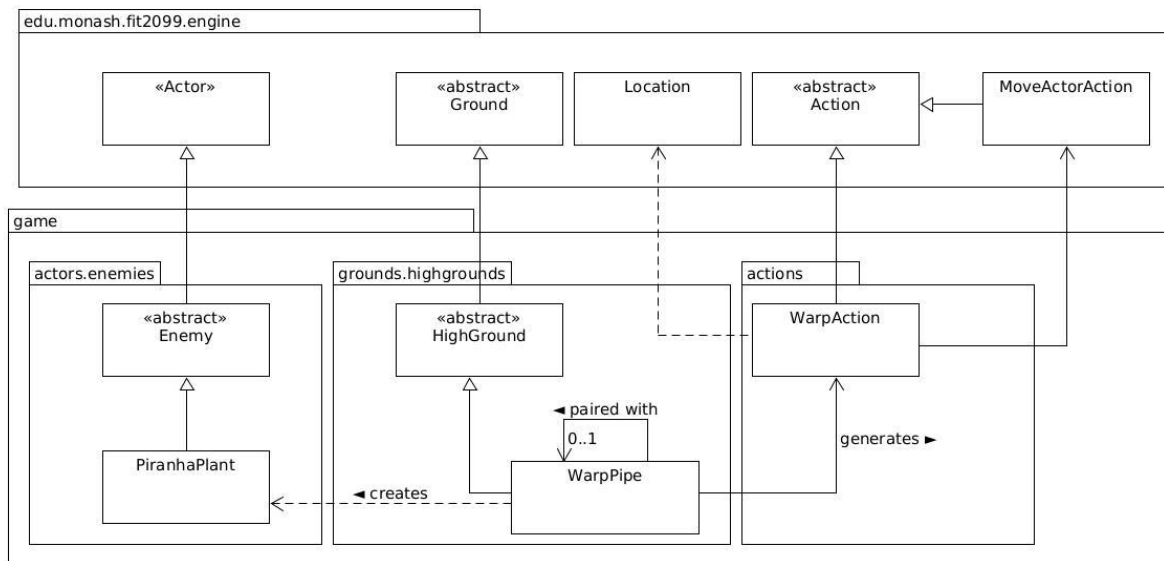 edu.monash.fit2099.engine
«Actor»
«abstract»
Ground
Location
«abstract»
Action
MoveActorAction
game
actors.enemies
grounds.highgrounds
actions
«abstract»
Enemy
«abstract»
HighGround
WarpAction
◄ paired with
0..1
generates ►
PiranhaPlant
WarpPipe
◄ creates